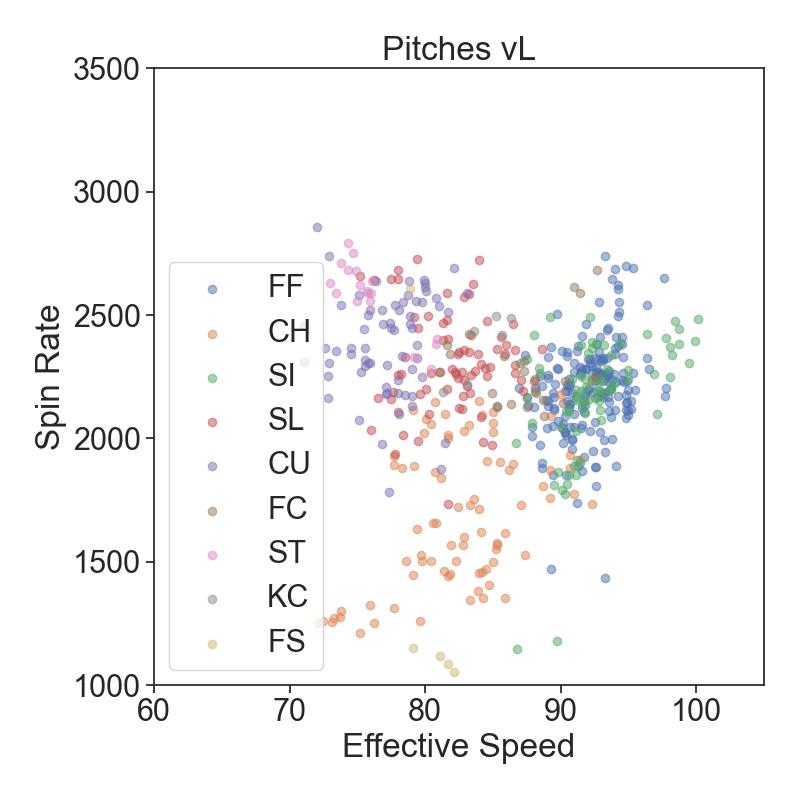 Pitches vL
3500
3000
2500
2000
1500
1000
Spin Rate
FF
CH
SI
SL
CU
FC
ST
KC
FS
60 70 80 90 100
Effective Speed